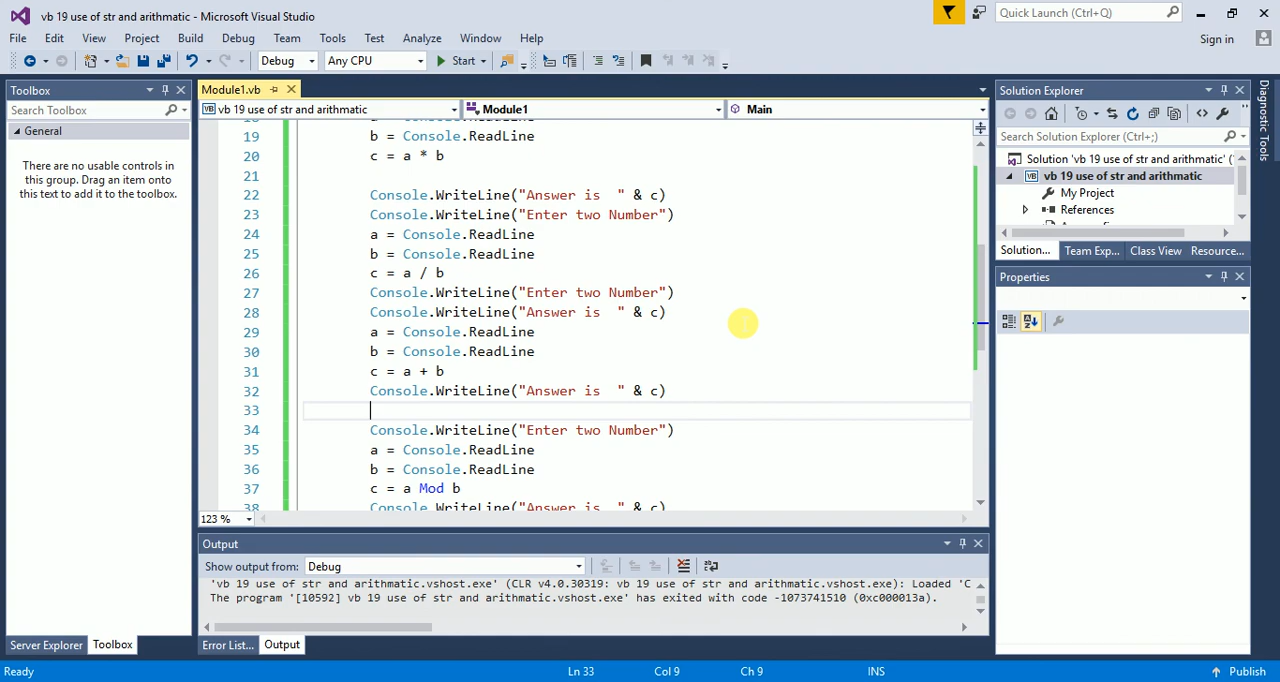 vb 19 use of str and arithmatic - Microsoft Visual Studio
Quick Launch (Ctrl+Q)
File Edit View Project Build Debug Team Tools Test Analyze Window Help
Sign in
Debug Any CPU Start
Toolbox
Search Toolbox
General
There are no usable controls in
this group. Drag an item onto
this text to add it to the toolbox.
Server Explorer Toolbox
Module1.vb
vb 19 use of str and arithmatic Module1 Main
19 b = Console.ReadLine
20 c = a * b
21
22 Console.WriteLine("Answer is  " & c)
23 Console.WriteLine("Enter two Number")
24 a = Console.ReadLine
25 b = Console.ReadLine
26 c = a / b
27 Console.WriteLine("Enter two Number")
28 Console.WriteLine("Answer is  " & c)
29 a = Console.ReadLine
30 b = Console.ReadLine
31 c = a + b
32 Console.WriteLine("Answer is  " & c)
33
34 Console.WriteLine("Enter two Number")
35 a = Console.ReadLine
36 b = Console.ReadLine
37 c = a Mod b
38 Console.WriteLine("Answer is  " & c)
123 %
Output
Show output from: Debug
'vb 19 use of str and arithmatic.vshost.exe' (CLR v4.0.30319: vb 19 use of str and arithmatic.vshost.exe): Loaded 'C
The program '[10592] vb 19 use of str and arithmatic.vshost.exe' has exited with code -1073741510 (0xc000013a).
Error List... Output
Solution Explorer
Search Solution Explorer (Ctrl+;)
Solution 'vb 19 use of str and arithmatic' (
vb 19 use of str and arithmatic
My Project
References
Solution... Team Exp... Class View Resource...
Properties
Diagnostic Tools
Ready Ln 33 Col 9 Ch 9 INS Publish